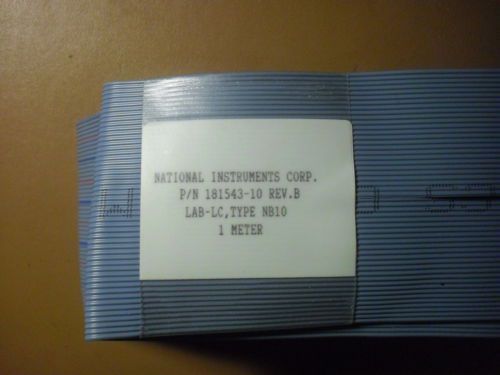 NATIONAL INSTRUMENTS CORP.
P/N 181543-10 REV.B
LAB-LC,TYPE NB10
1 METER